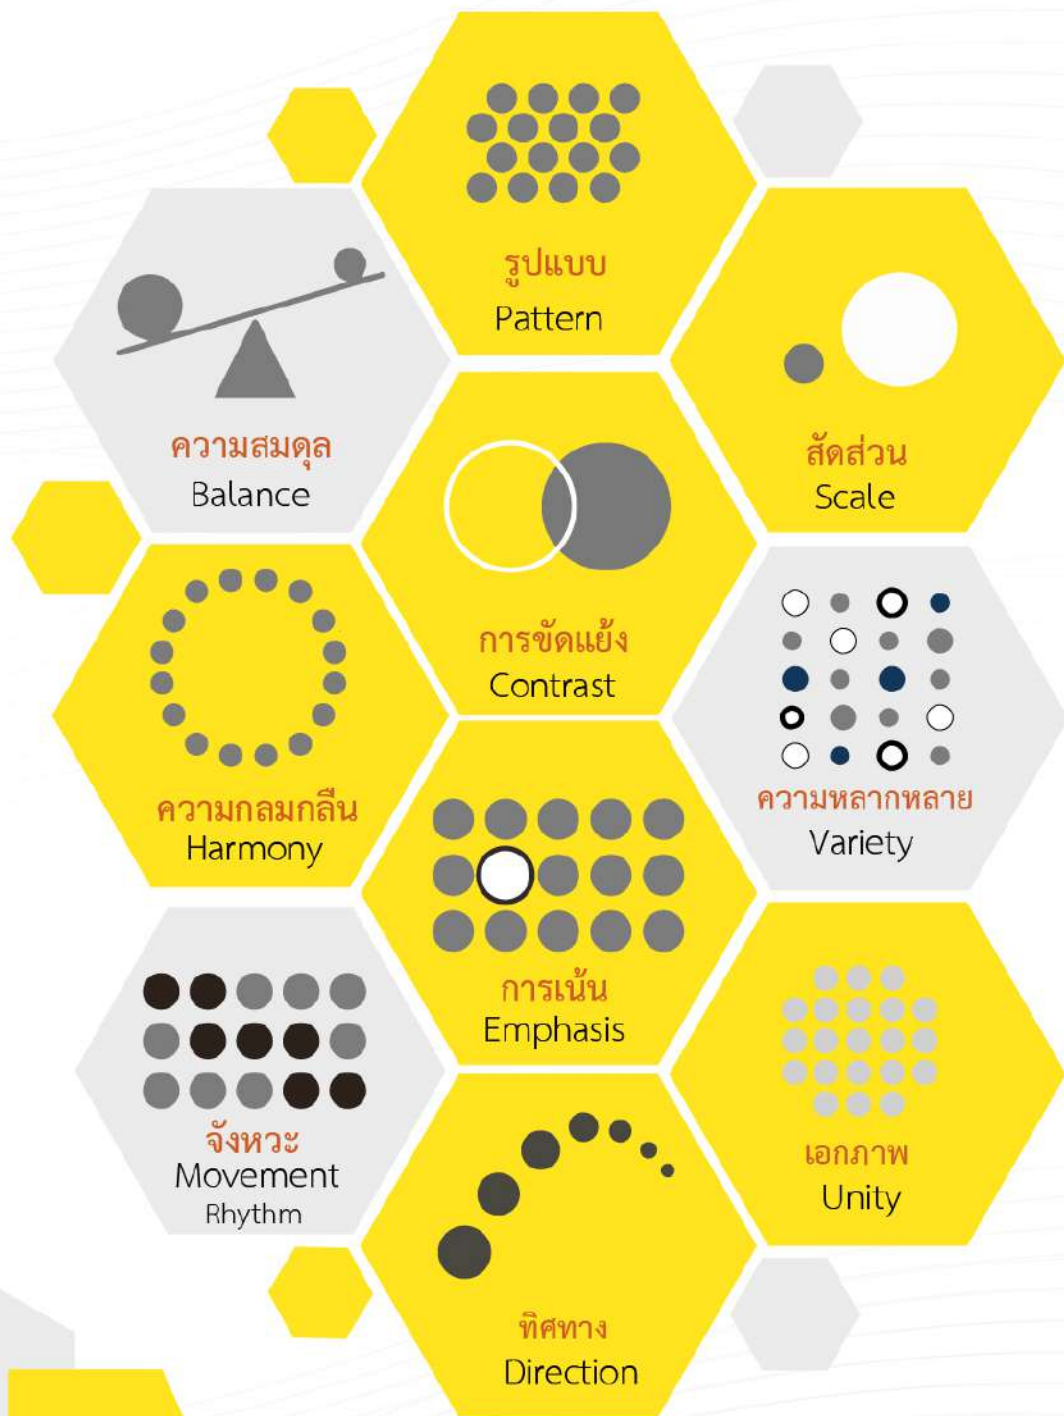 รูปแบบ
Pattern
ความสมดุล
Balance
สัดส่วน
Scale
การขัดแย้ง
Contrast
ความกลมกลืน
Harmony
ความหลากหลาย
Variety
การเน้น
Emphasis
จังหวะ
Movement
Rhythm
เอกภาพ
Unity
ทิศทาง
Direction